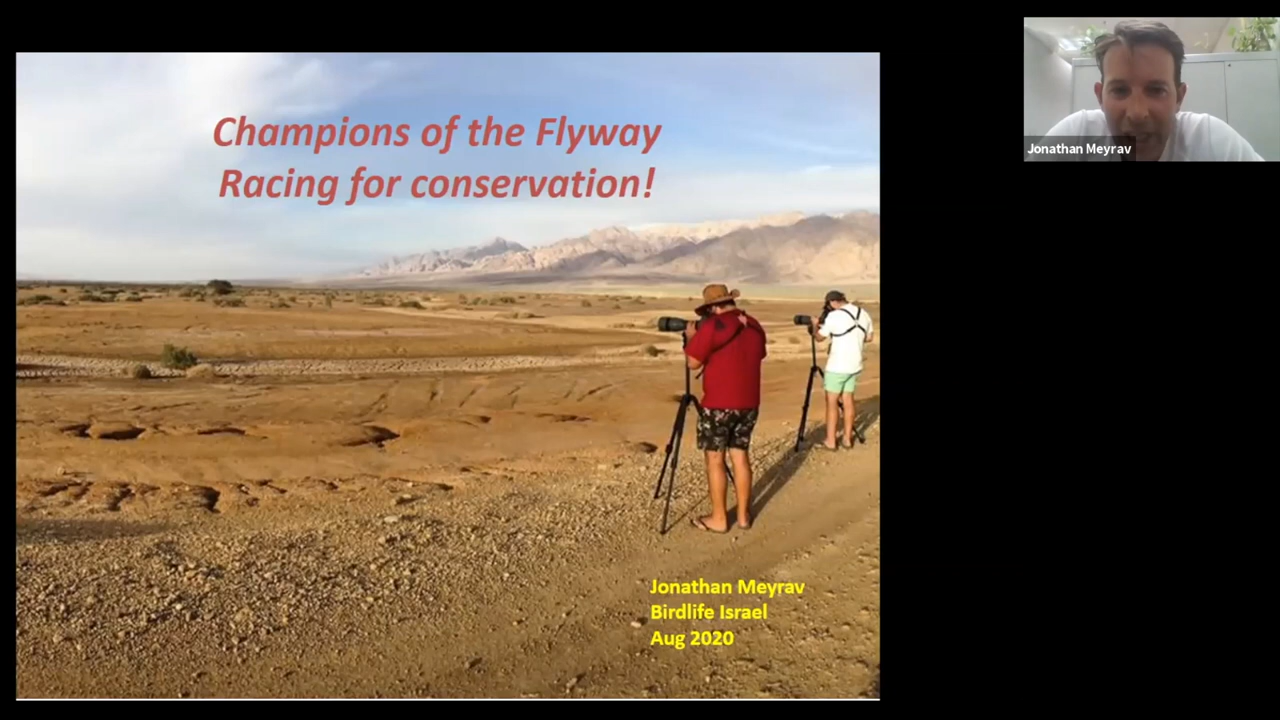 Champions of the Flyway
Racing for conservation!
Jonathan Meyrav
Birdlife Israel
Aug 2020
Jonathan Meyrav